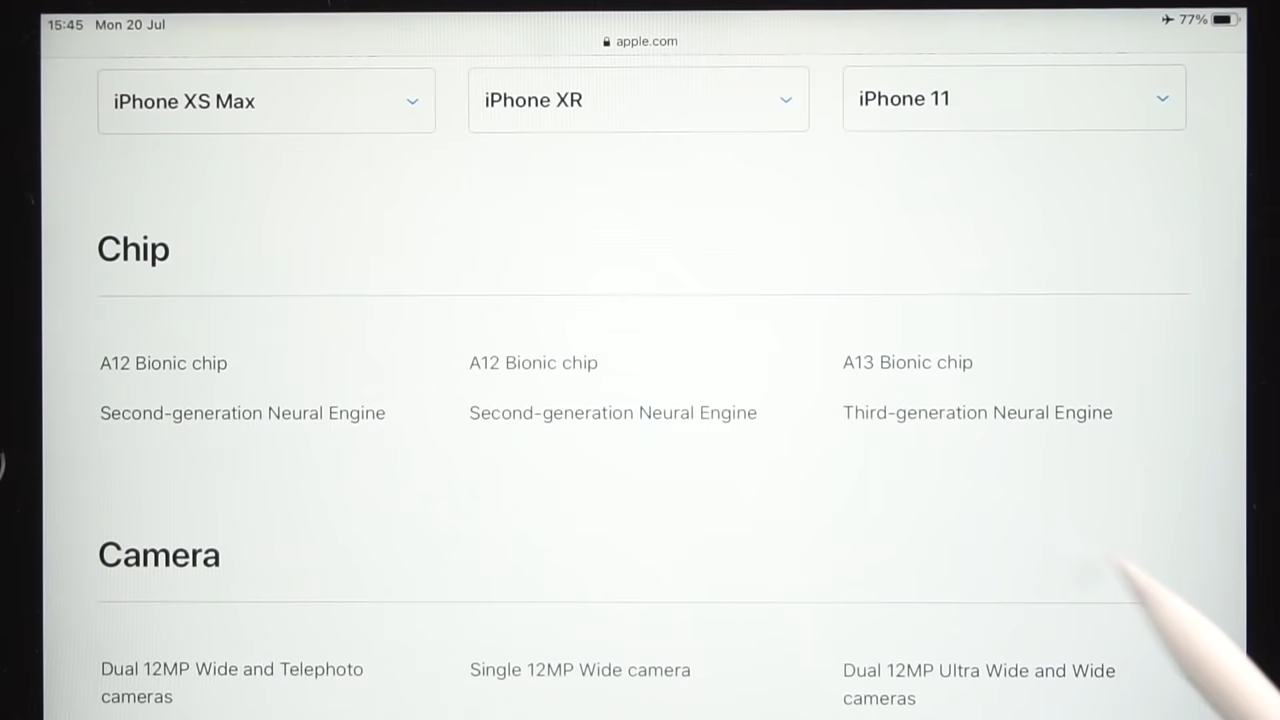 15:45 Mon 20 Jul
77%
apple.com
iPhone XS Max
iPhone XR
iPhone 11
Chip
A12 Bionic chip
A12 Bionic chip
A13 Bionic chip
Second-generation Neural Engine
Second-generation Neural Engine
Third-generation Neural Engine
Camera
Dual 12MP Wide and Telephoto
cameras
Single 12MP Wide camera
Dual 12MP Ultra Wide and Wide
cameras